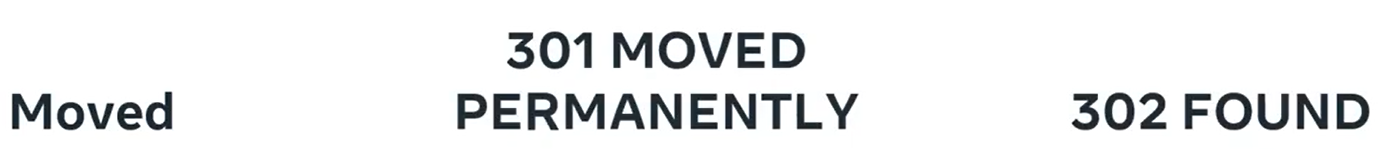 301 MOVED
Moved PERMANENTLY 302 FOUND